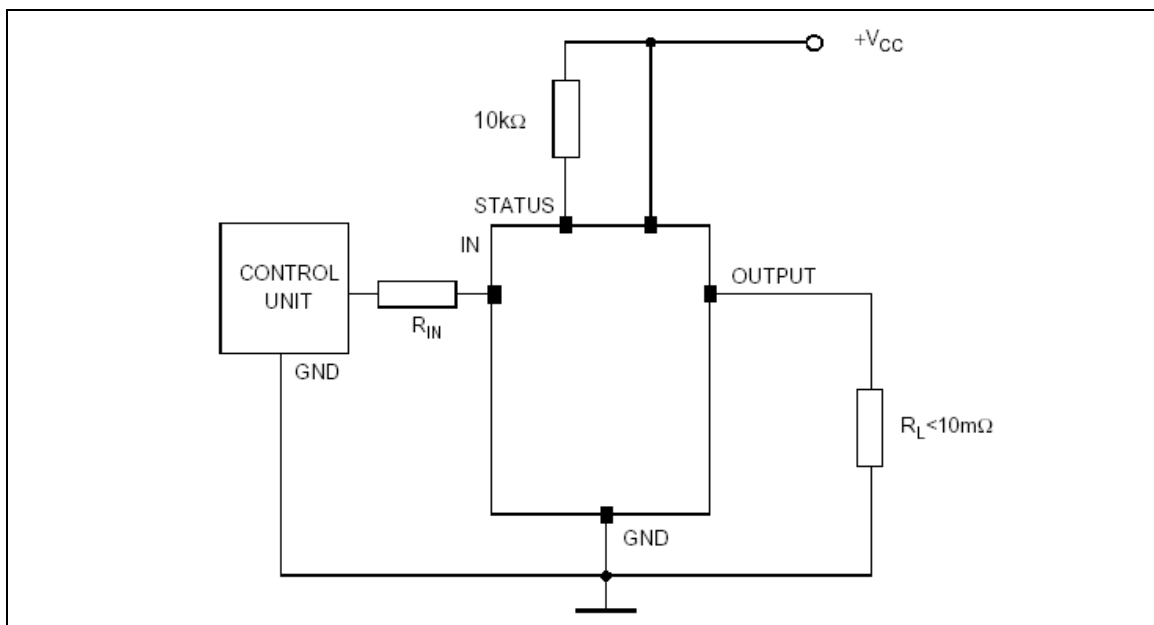 +VCC
10kΩ
STATUS
IN
CONTROL
UNIT
OUTPUT
RIN
GND
RL<10mΩ
GND